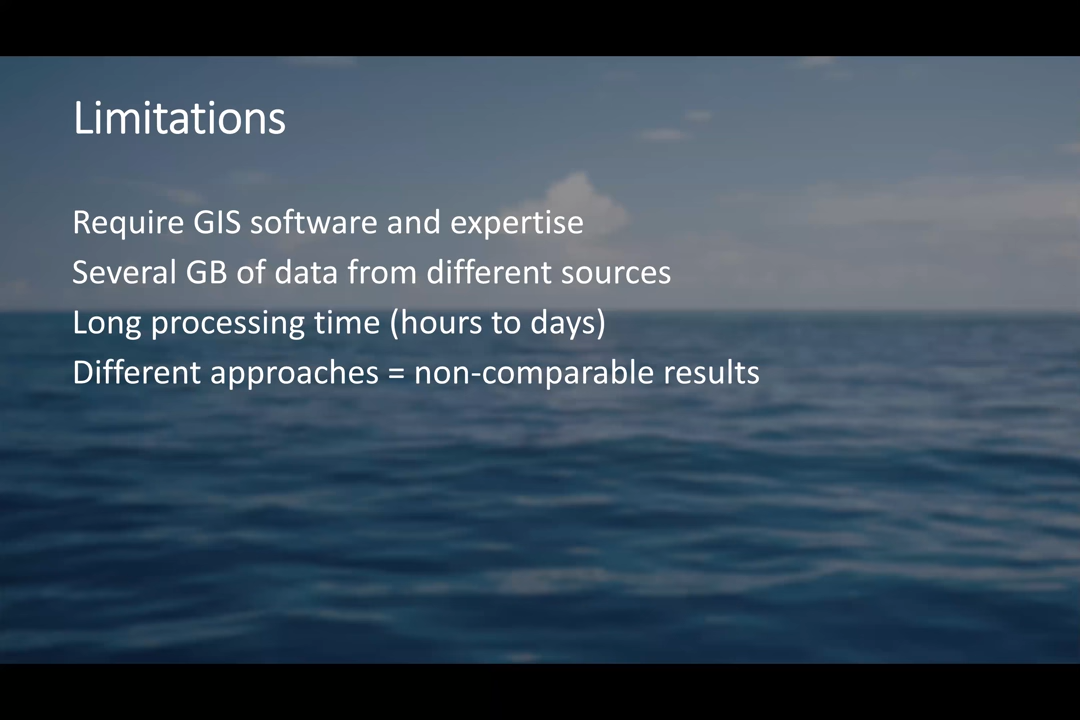 Limitations
Require GIS software and expertise
Several GB of data from different sources
Long processing time (hours to days)
Different approaches = non-comparable results